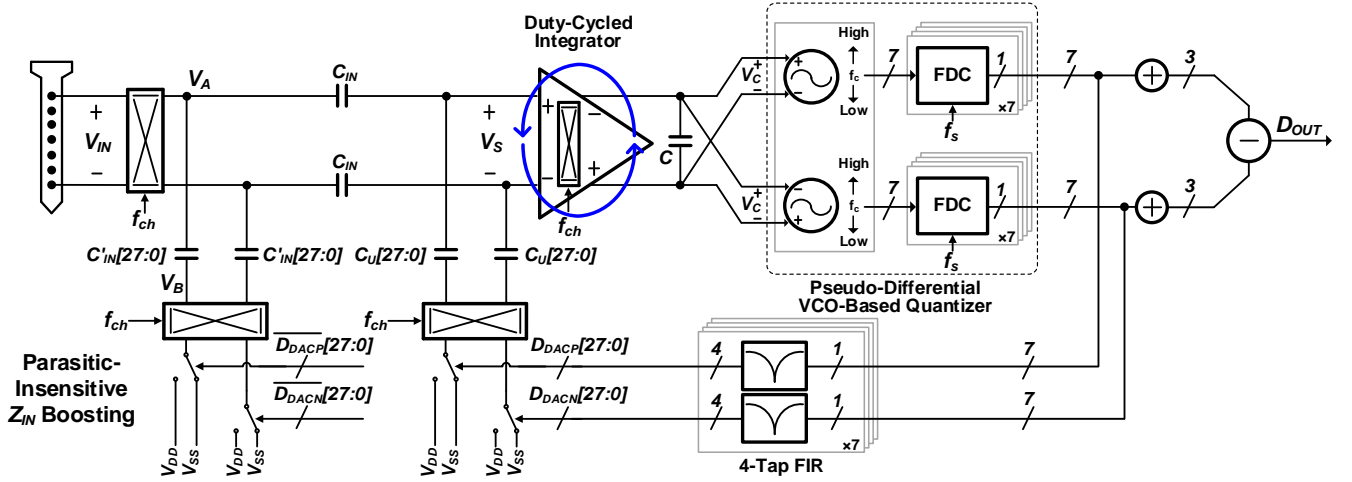 Duty-Cycled
Integrator
V_A
C_IN
V_IN
+
−
f_ch
C_IN
+
V_S
−
+
−
−
+
f_ch
C
V_C
+
−
+
−
High
f_c
Low
7
FDC
1
×7
f_s
7
3
V_C
+
−
−
+
High
f_c
Low
7
FDC
1
×7
f_s
7
3
D_OUT
Pseudo-Differential
VCO-Based Quantizer
C'_IN[27:0]
C'_IN[27:0]
C_U[27:0]
C_U[27:0]
V_B
f_ch
f_ch
D_DACP[27:0]
D_DACN[27:0]
V_DD
V_SS
V_DD
V_SS
D_DACP[27:0]
D_DACN[27:0]
V_DD
V_SS
V_DD
V_SS
4
1
7
4
1
7
×7
4-Tap FIR
Parasitic-
Insensitive
Z_IN Boosting